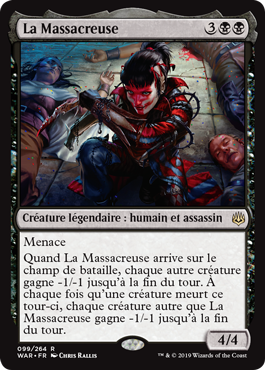 La Massacreuse 3
Créature légendaire : humain et assassin
Menace
Quand La Massacreuse arrive sur le
champ de bataille, chaque autre créature
gagne -1/-1 jusqu'à la fin du tour. À
chaque fois qu'une créature meurt ce
tour-ci, chaque créature autre que La
Massacreuse gagne -1/-1 jusqu'à la fin
du tour.
4/4
099/264 R
WAR • FR Chris Rallis
™ & © 2019 Wizards of the Coast